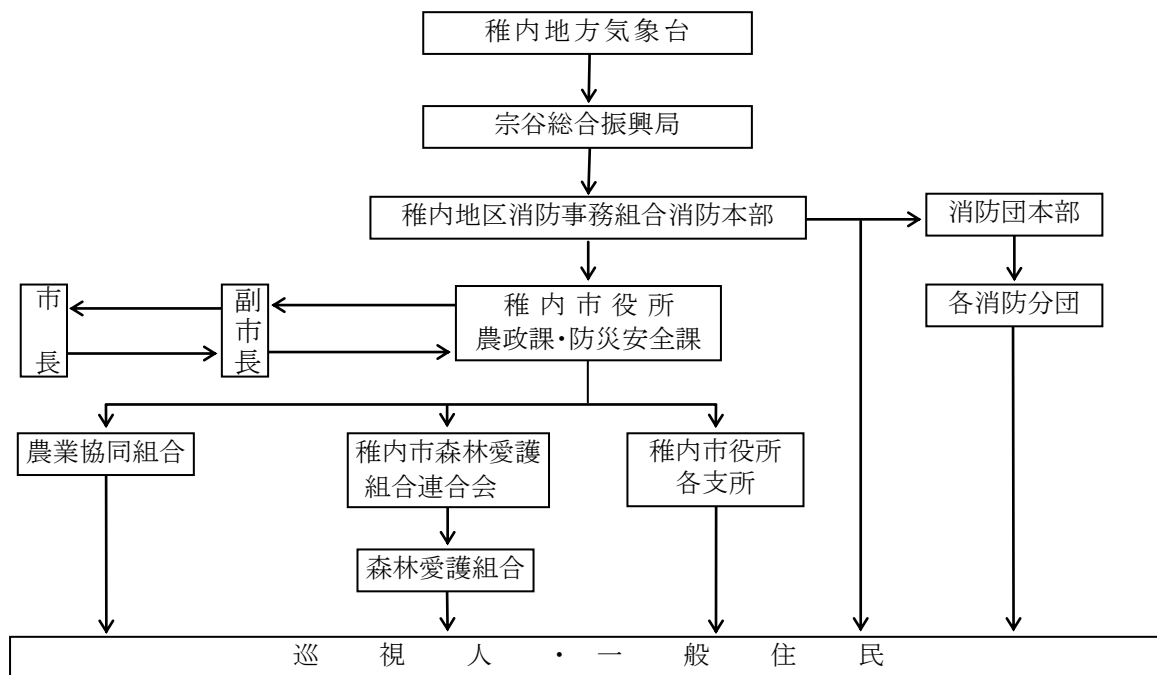 稚内地方気象台
宗谷総合振興局
稚内地区消防事務組合消防本部
消防団本部
市長
副市長
稚内市役所
農政課・防災安全課
各消防分団
農業協同組合
稚内市森林愛護
組合連合会
稚内市役所
各支所
森林愛護組合
巡視人・一般住民